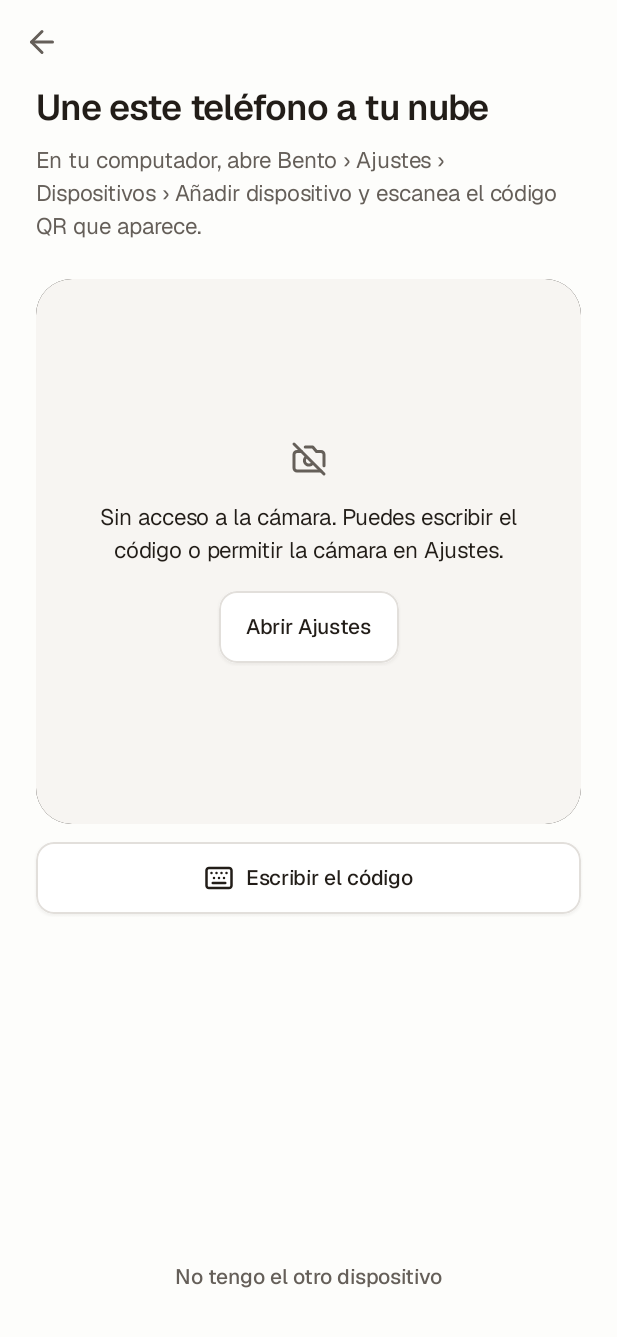 Une este teléfono a tu nube
En tu computador, abre Bento › Ajustes ›
Dispositivos › Añadir dispositivo y escanea el código
QR que aparece.
Sin acceso a la cámara. Puedes escribir el
código o permitir la cámara en Ajustes.
Abrir Ajustes
Escribir el código
No tengo el otro dispositivo